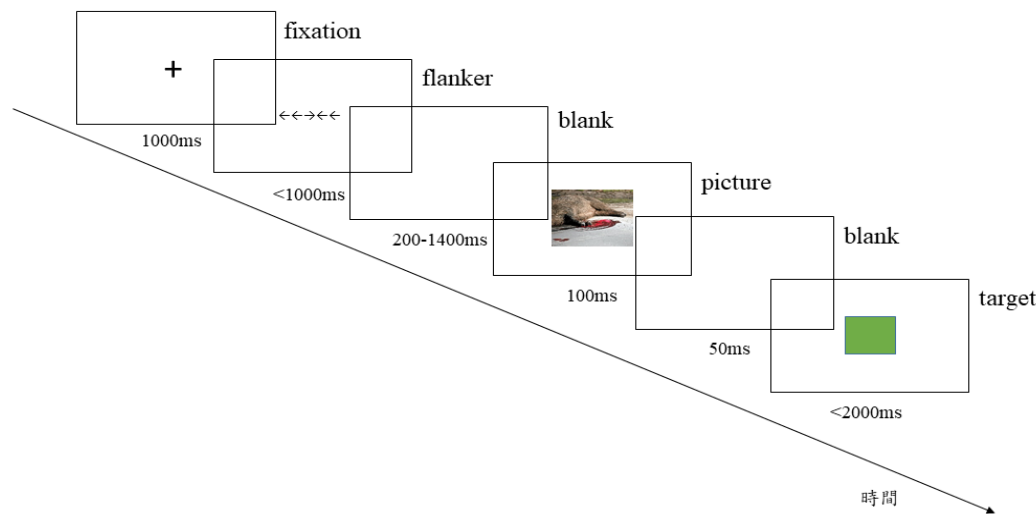 fixation
+
1000ms
flanker
←←→←←
<1000ms
blank
200-1400ms
picture
100ms
blank
50ms
target
<2000ms
時間